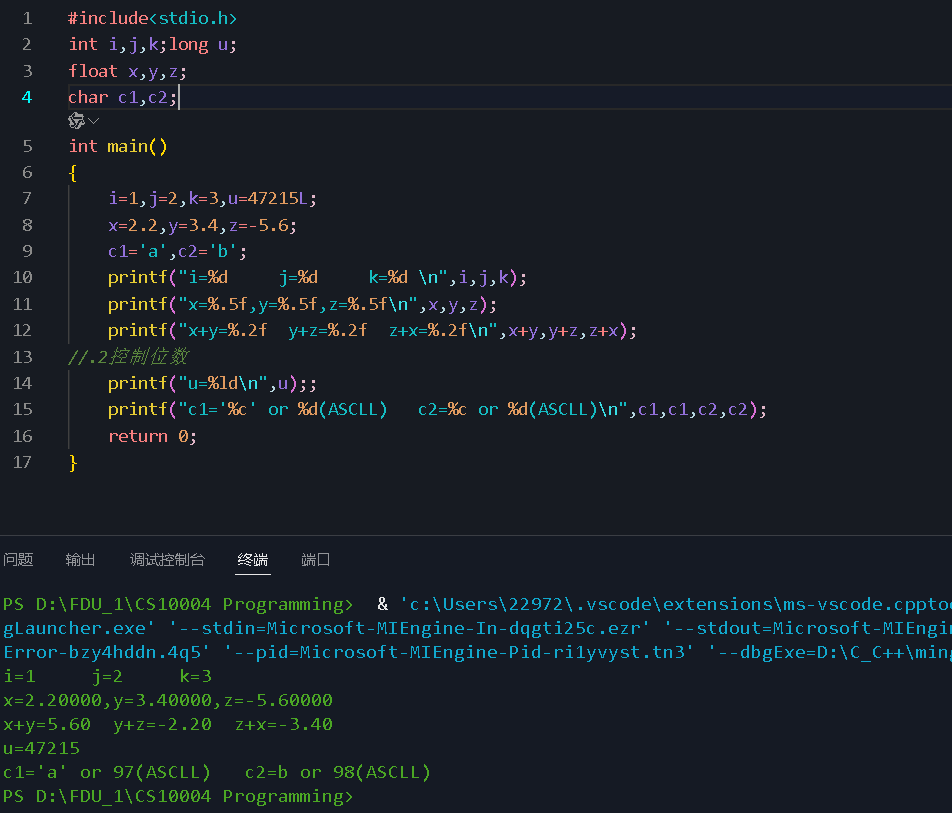 1 #include<stdio.h>
2 int i,j,k;long u;
3 float x,y,z;
4 char c1,c2;
5 int main()
6 {
7     i=1,j=2,k=3,u=47215L;
8     x=2.2,y=3.4,z=-5.6;
9     c1='a',c2='b';
10     printf("i=%d     j=%d     k=%d \n",i,j,k);
11     printf("x=%.5f,y=%.5f,z=%.5f\n",x,y,z);
12     printf("x+y=%.2f  y+z=%.2f  z+x=%.2f\n",x+y,y+z,z+x);
13 //.2控制位数
14     printf("u=%ld\n",u);;
15     printf("c1='%c' or %d(ASCLL)   c2=%c or %d(ASCLL)\n",c1,c1,c2,c2);
16     return 0;
17 }
问题 输出 调试控制台 终端 端口
PS D:\FDU_1\CS10004 Programming>  & 'c:\Users\22972\.vscode\extensions\ms-vscode.cpptoo
gLauncher.exe' '--stdin=Microsoft-MIEngine-In-dqgti25c.ezr' '--stdout=Microsoft-MIEngin
Error-bzy4hddn.4q5' '--pid=Microsoft-MIEngine-Pid-ri1yvyst.tn3' '--dbgExe=D:\C_C++\ming
i=1     j=2     k=3
x=2.20000,y=3.40000,z=-5.60000
x+y=5.60  y+z=-2.20  z+x=-3.40
u=47215
c1='a' or 97(ASCLL)   c2=b or 98(ASCLL)
PS D:\FDU_1\CS10004 Programming>